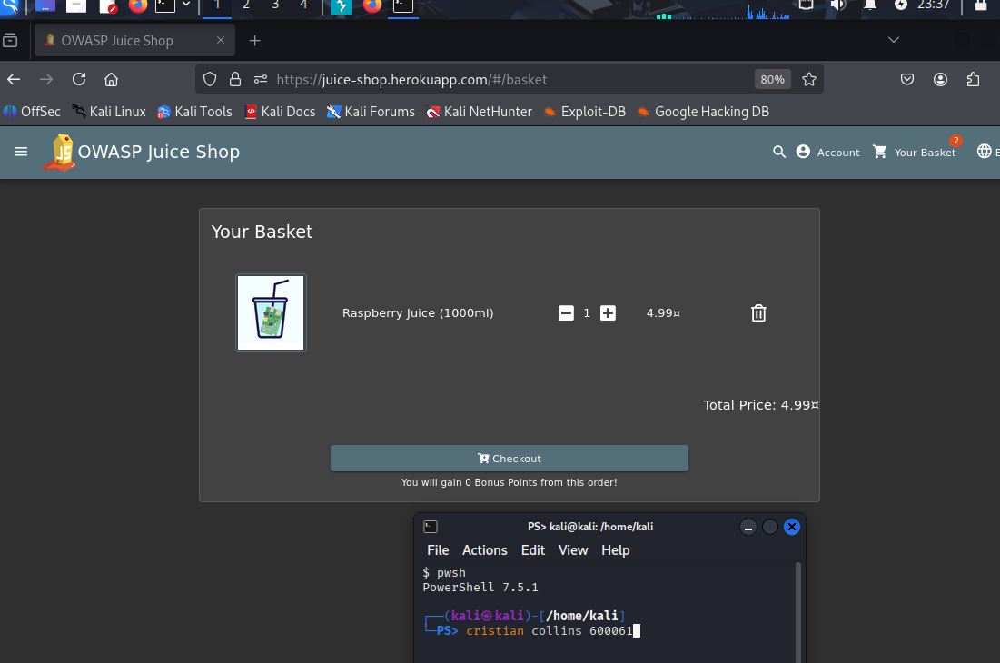 1 2 3 4 23:37
OWASP Juice Shop
https://juice-shop.herokuapp.com/#/basket 80%
OffSec Kali Linux Kali Tools Kali Docs Kali Forums Kali NetHunter Exploit-DB Google Hacking DB
JS OWASP Juice Shop Account Your Basket 2 E
Your Basket
Raspberry Juice (1000ml) 1 4.99¤
Total Price: 4.99¤
Checkout
You will gain 0 Bonus Points from this order!
PS> kali@kali: /home/kali
File Actions Edit View Help
$ pwsh
PowerShell 7.5.1
┌──(kali㉿kali)-[/home/kali]
└─PS> cristian collins 600061